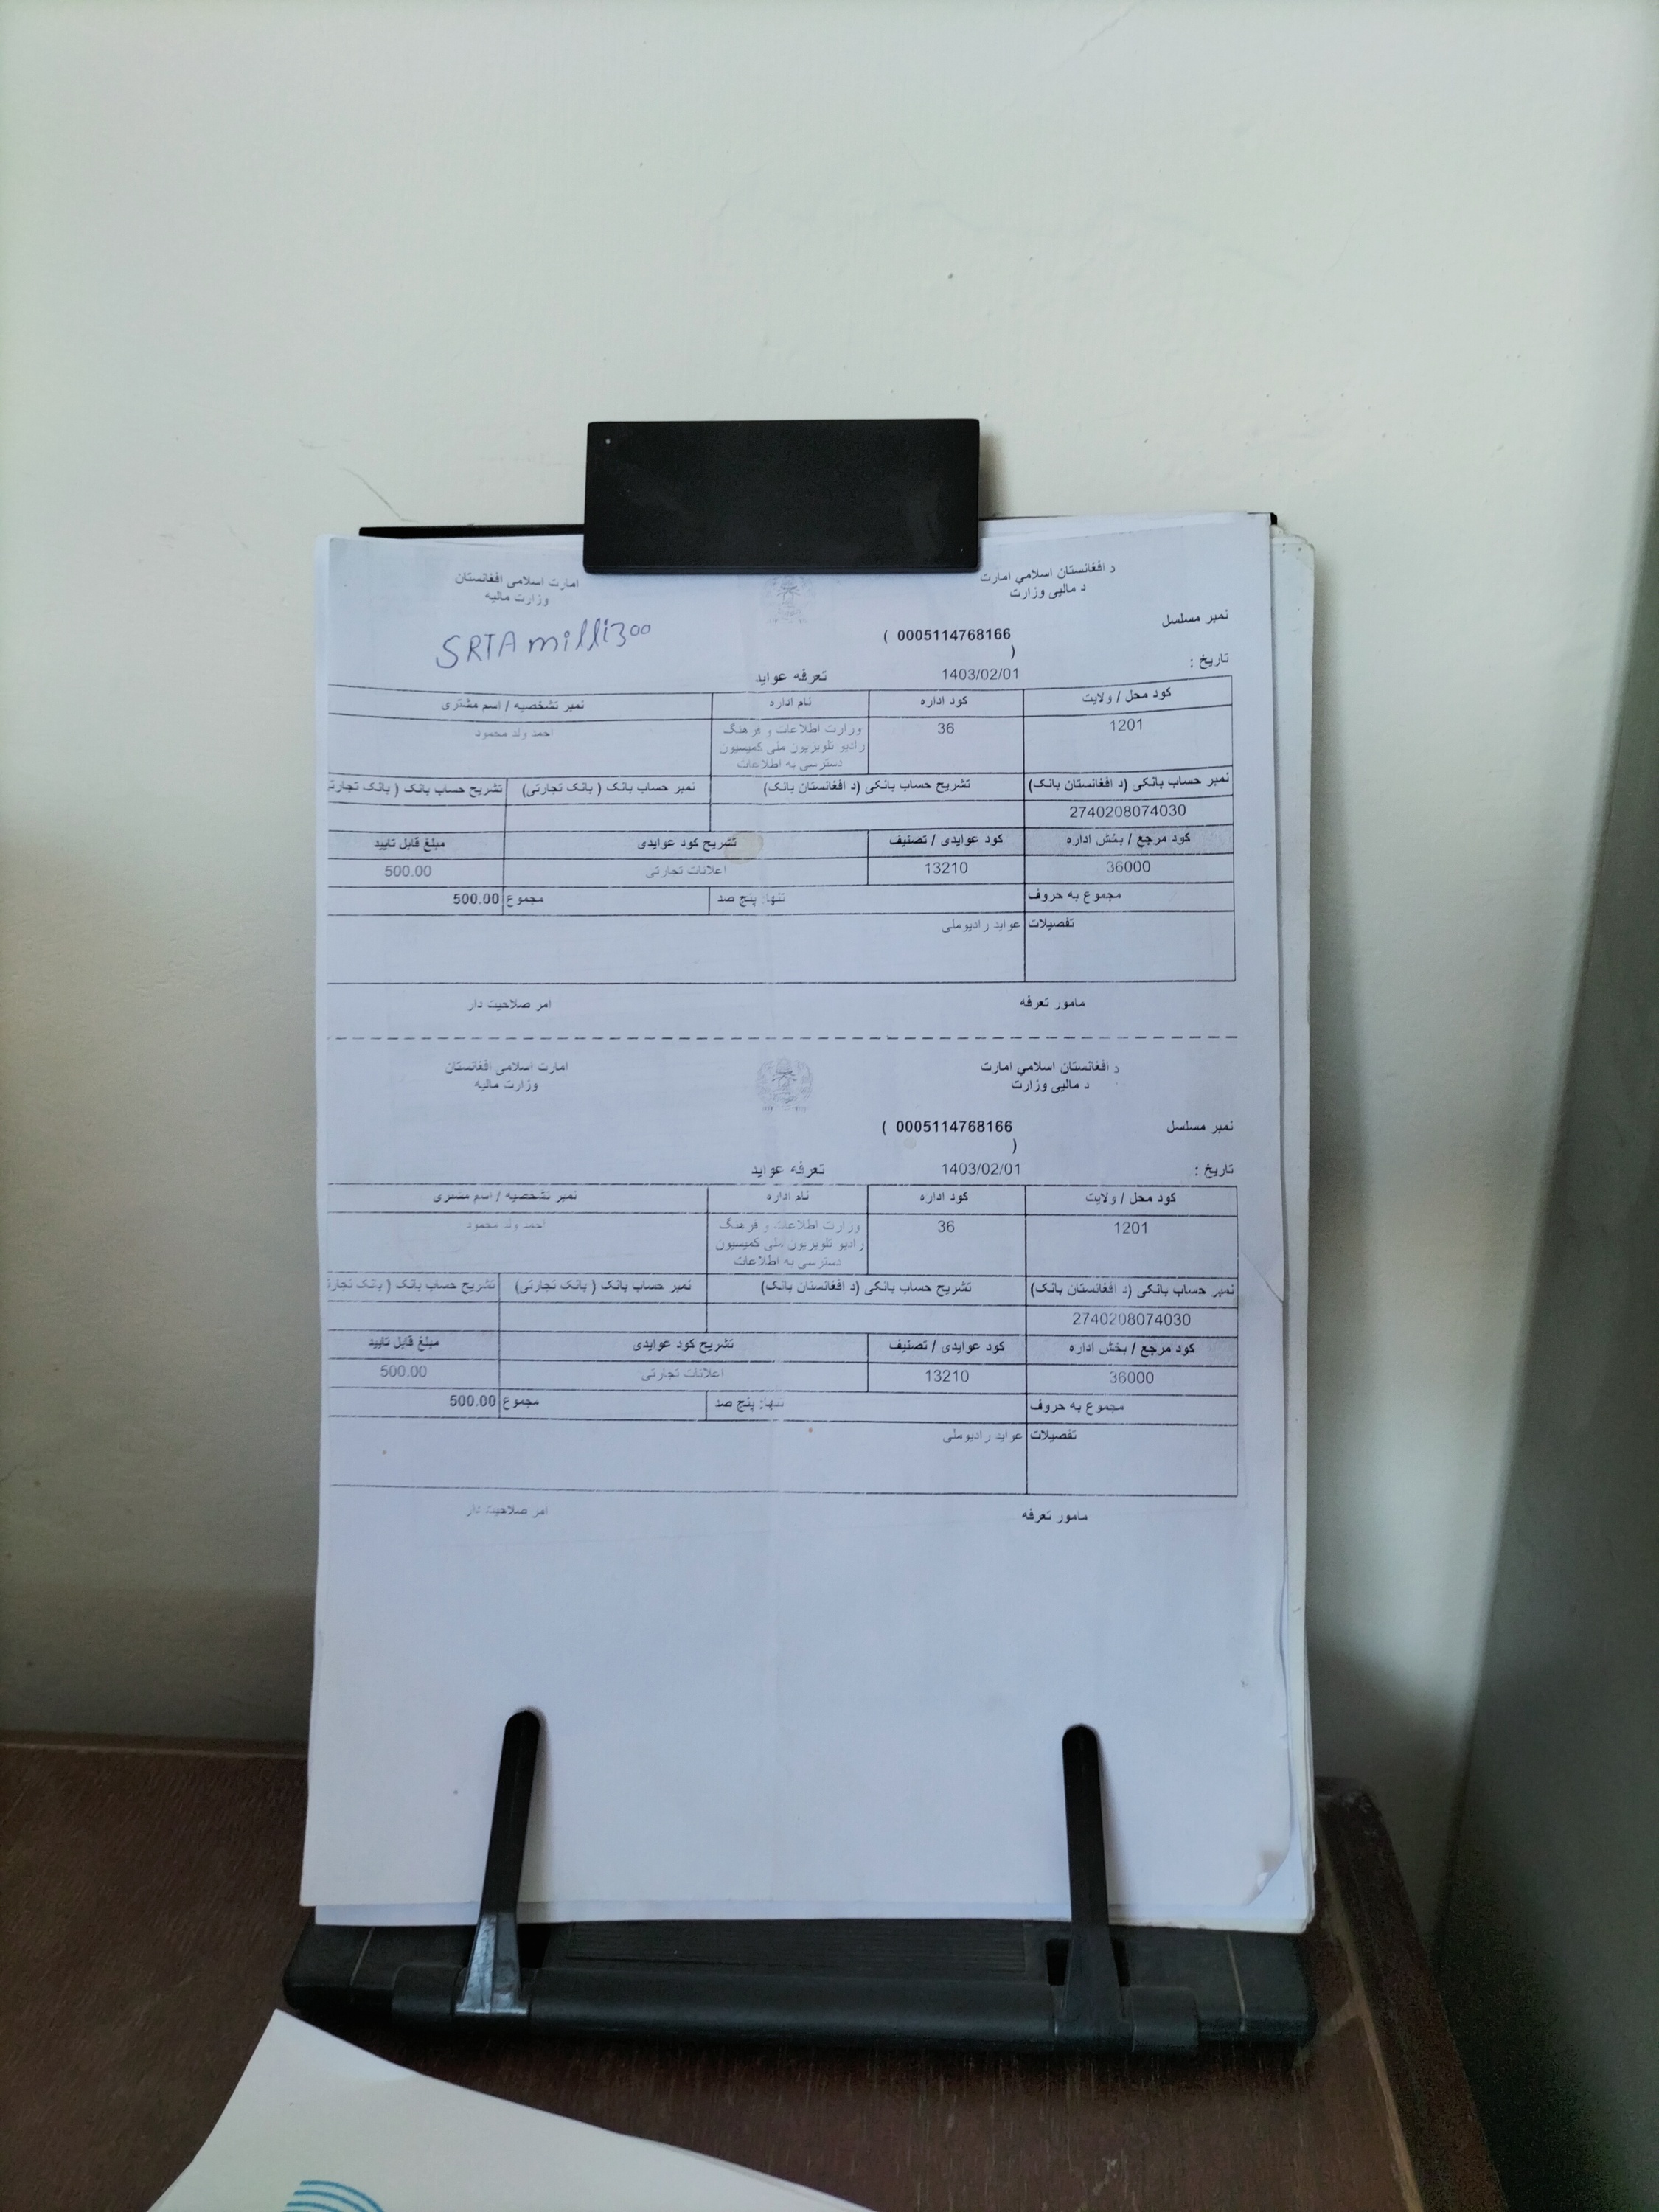 د افغانستان اسلامي امارت
د ماليې وزارت
امارت اسلامی افغانستان
وزارت مالیه
SRTA milli300
نمبر مسلسل
( 0005114768166
)
تاریخ :
1403/02/01
تعرفه عواید
کود محل / ولایت
کود اداره
نام اداره
نمبر تشخصیه / اسم مشتری
1201
36
وزارت اطلاعات و فرهنگ
رادیو تلویزیون ملی کمیسیون
دسترسی به اطلاعات
احمد ولد محمود
نمبر حساب بانکی (د افغانستان بانک)
تشریح حساب بانکی (د افغانستان بانک)
نمبر حساب بانک ( بانک تجارتی)
تشریح حساب بانک ( بانک تجارت
2740208074030
کود مرجع / بخش اداره
کود عوایدی / تصنیف
تشریح کود عوایدی
مبلغ قابل تایید
36000
13210
اعلانات تجارتی
500.00
مجموع به حروف
تنها: پنج صد
مجموع
500.00
تفصیلات
عواید رادیو ملی
مامور تعرفه
امر صلاحیت دار
د افغانستان اسلامي امارت
د ماليې وزارت
امارت اسلامی افغانستان
وزارت مالیه
نمبر مسلسل
( 0005114768166
)
تاریخ :
1403/02/01
تعرفه عواید
کود محل / ولایت
کود اداره
نام اداره
نمبر تشخصیه / اسم مشتری
1201
36
وزارت اطلاعات و فرهنگ
رادیو تلویزیون ملی کمیسیون
دسترسی به اطلاعات
احمد ولد محمود
نمبر حساب بانکی (د افغانستان بانک)
تشریح حساب بانکی (د افغانستان بانک)
نمبر حساب بانک ( بانک تجارتی)
تشریح حساب بانک ( بانک تجارت
2740208074030
کود مرجع / بخش اداره
کود عوایدی / تصنیف
تشریح کود عوایدی
مبلغ قابل تایید
36000
13210
اعلانات تجارتی
500.00
مجموع به حروف
تنها: پنج صد
مجموع
500.00
تفصیلات
عواید رادیو ملی
مامور تعرفه
امر صلاحیت دار